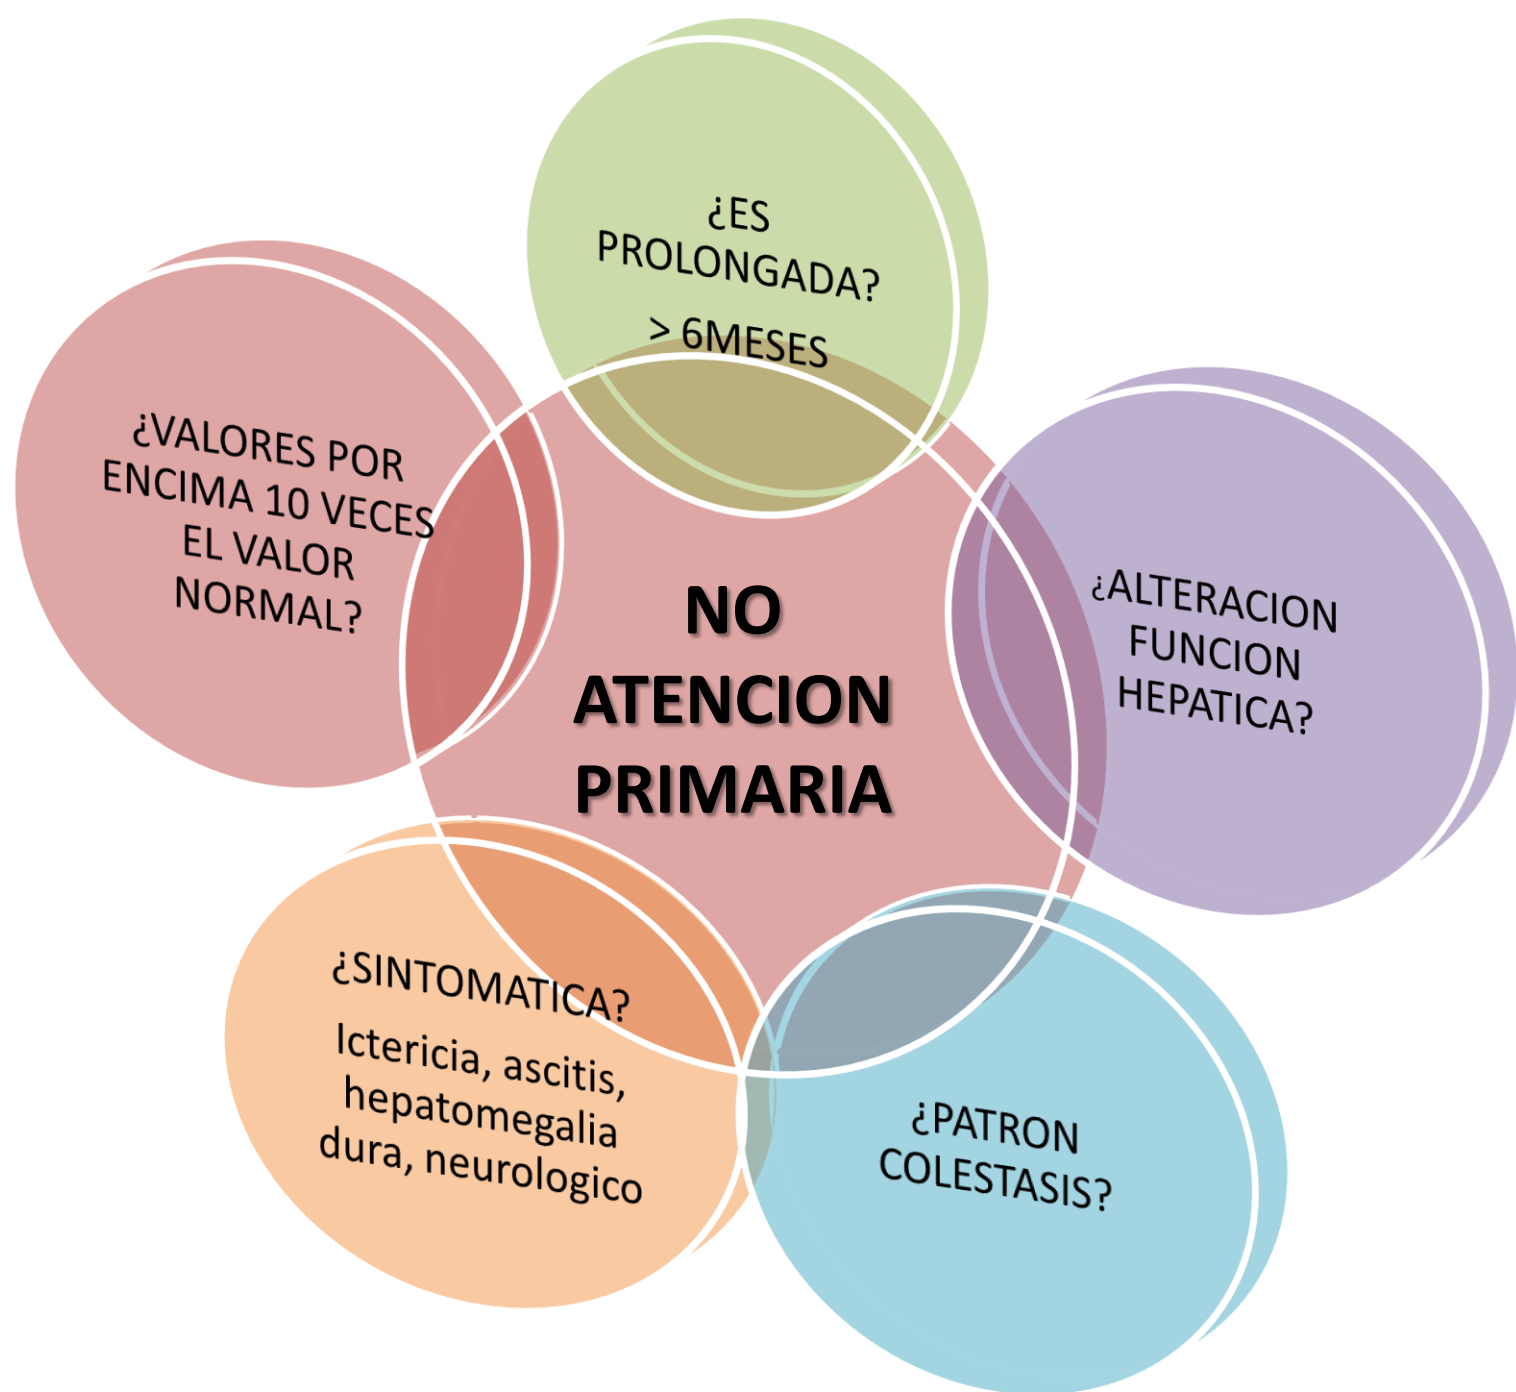 ¿ES
PROLONGADA?
> 6MESES
¿VALORES POR
ENCIMA 10 VECES
EL VALOR
NORMAL?
NO
ATENCION
PRIMARIA
¿ALTERACION
FUNCION
HEPATICA?
¿SINTOMATICA?
Ictericia, ascitis,
hepatomegalia
dura, neurologico
¿PATRON
COLESTASIS?